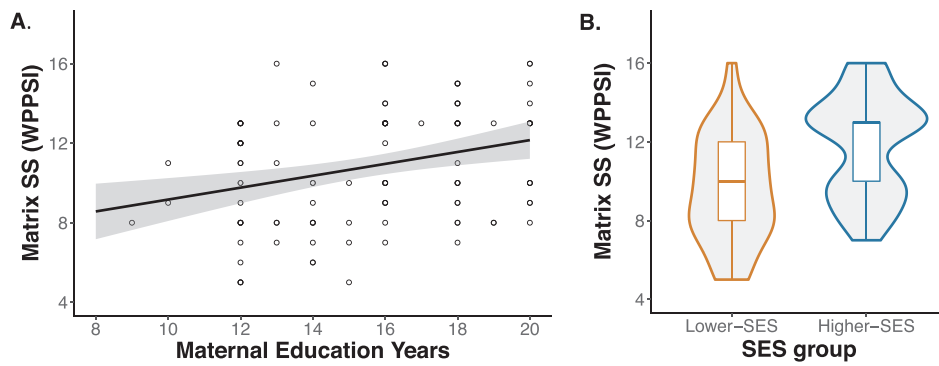 A.
Matrix SS (WPPSI)
16
12
8
4
8 10 12 14 16 18 20
Maternal Education Years
B.
Matrix SS (WPPSI)
16
12
8
4
Lower–SES Higher–SES
SES group